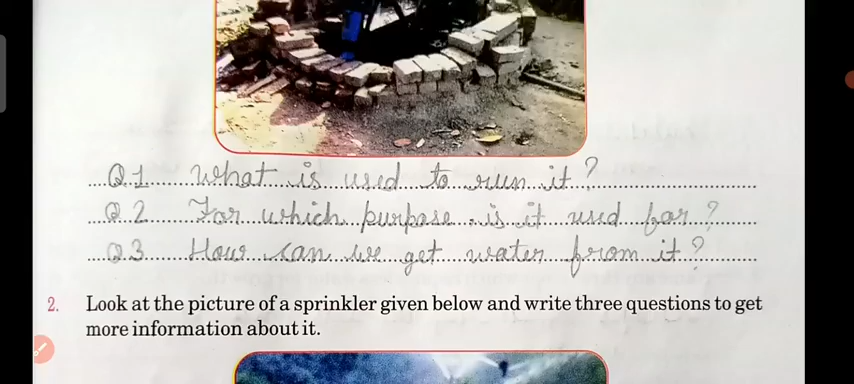 Q.1 What is used to run it?
Q.2 For which purpose is it used for?
Q.3 How can we get water from it?
2. Look at the picture of a sprinkler given below and write three questions to get
more information about it.